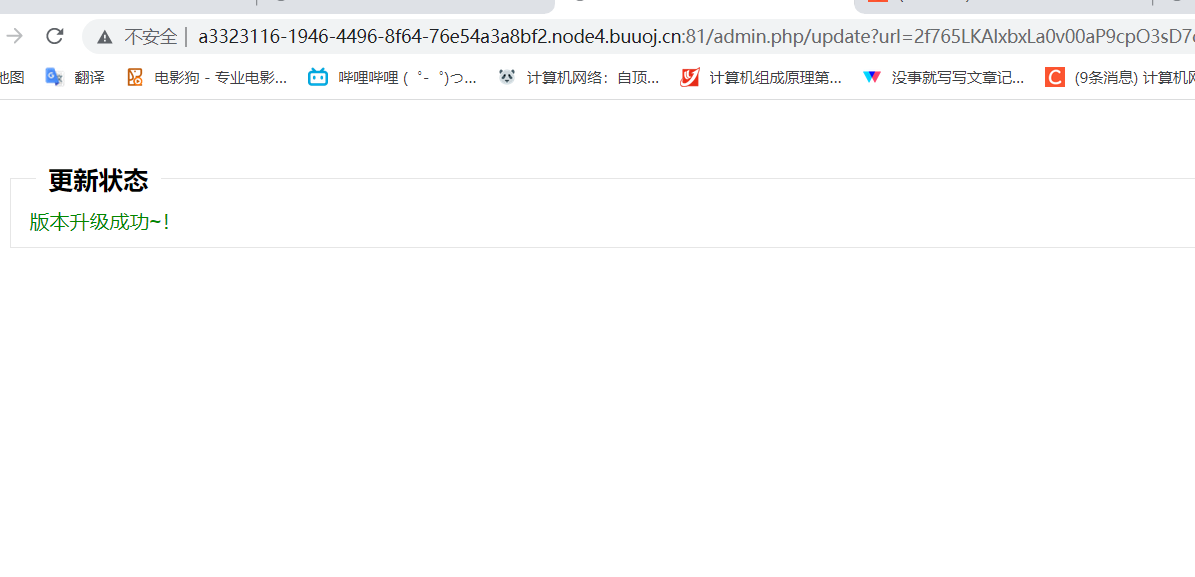 不安全 | a3323116-1946-4496-8f64-76e54a3a8bf2.node4.buuoj.cn:81/admin.php/update?url=2f765LKAIxbxLa0v00aP9cpO3sD7
地图 翻译 电影狗 - 专业电影... 哔哩哔哩 (゜-゜)つ... 计算机网络：自顶... 计算机组成原理第... 没事就写写文章记... (9条消息) 计算机网
更新状态
版本升级成功~！